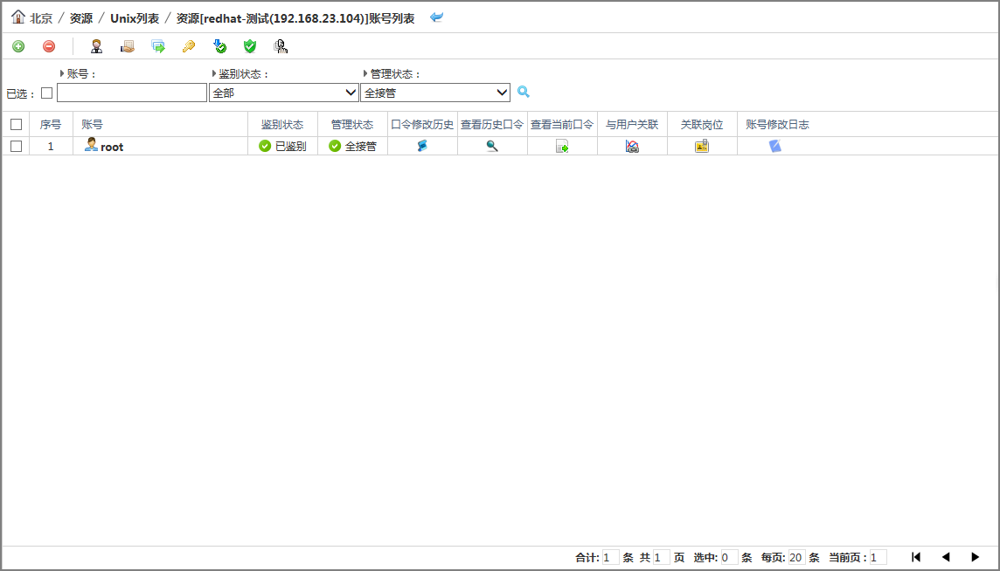 北京 / 资源 / Unix列表 / 资源[redhat-测试(192.168.23.104)]账号列表
账号： 鉴别状态： 管理状态：
已选： 全部 全接管
序号 账号 鉴别状态 管理状态 口令修改历史 查看历史口令 查看当前口令 与用户关联 关联岗位 账号修改日志
1 root 已鉴别 全接管
合计: 1 条 共 1 页 选中: 0 条 每页: 20 条 当前页： 1